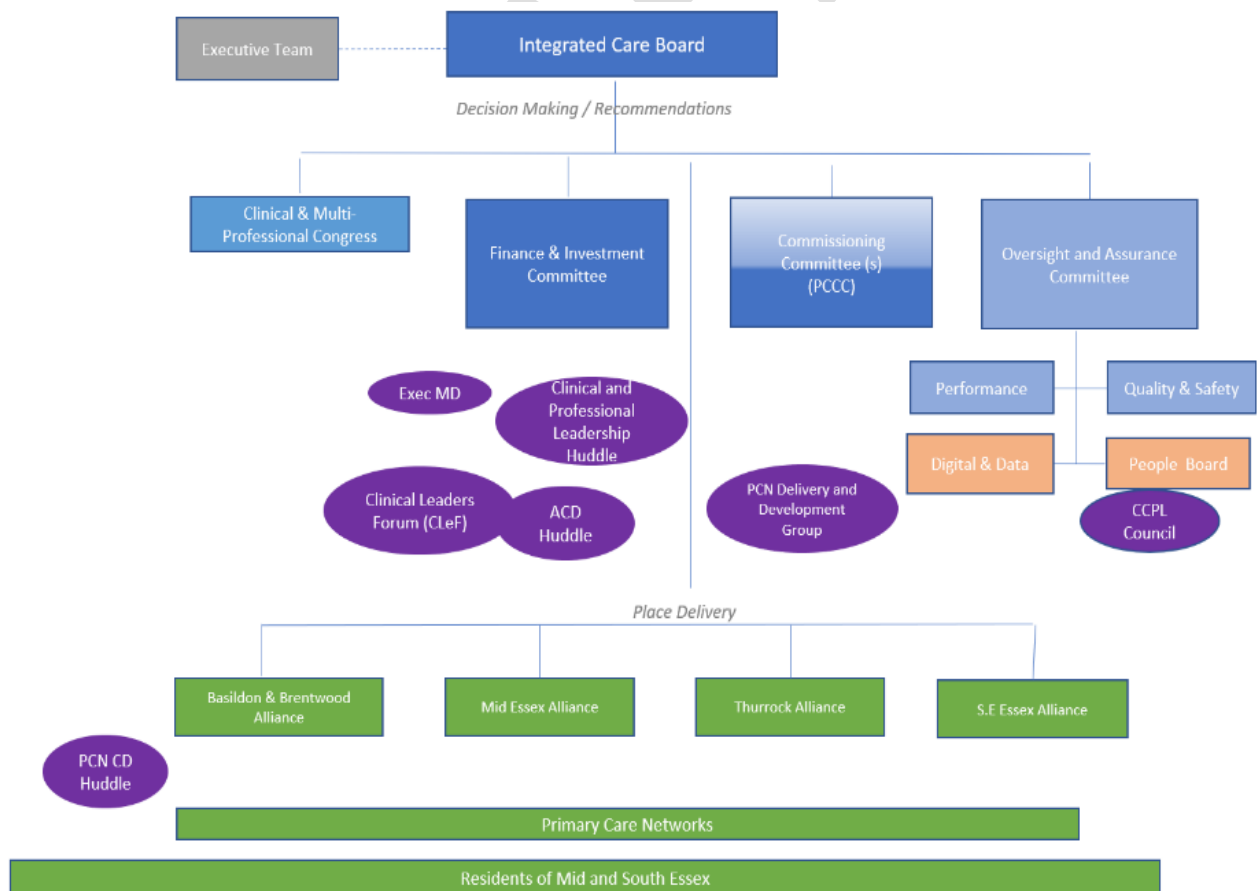 Executive Team
Integrated Care Board
Decision Making / Recommendations
Clinical & Multi-
Professional Congress
Finance & Investment
Committee
Commissioning
Committee (s)
(PCCC)
Oversight and Assurance
Committee
Exec MD
Clinical and
Professional
Leadership
Huddle
Performance
Quality & Safety
Digital & Data
People Board
Clinical Leaders
Forum (CLeF)
ACD
Huddle
PCN Delivery and
Development
Group
CCPL
Council
Place Delivery
Basildon & Brentwood
Alliance
Mid Essex Alliance
Thurrock Alliance
S.E Essex Alliance
PCN CD
Huddle
Primary Care Networks
Residents of Mid and South Essex